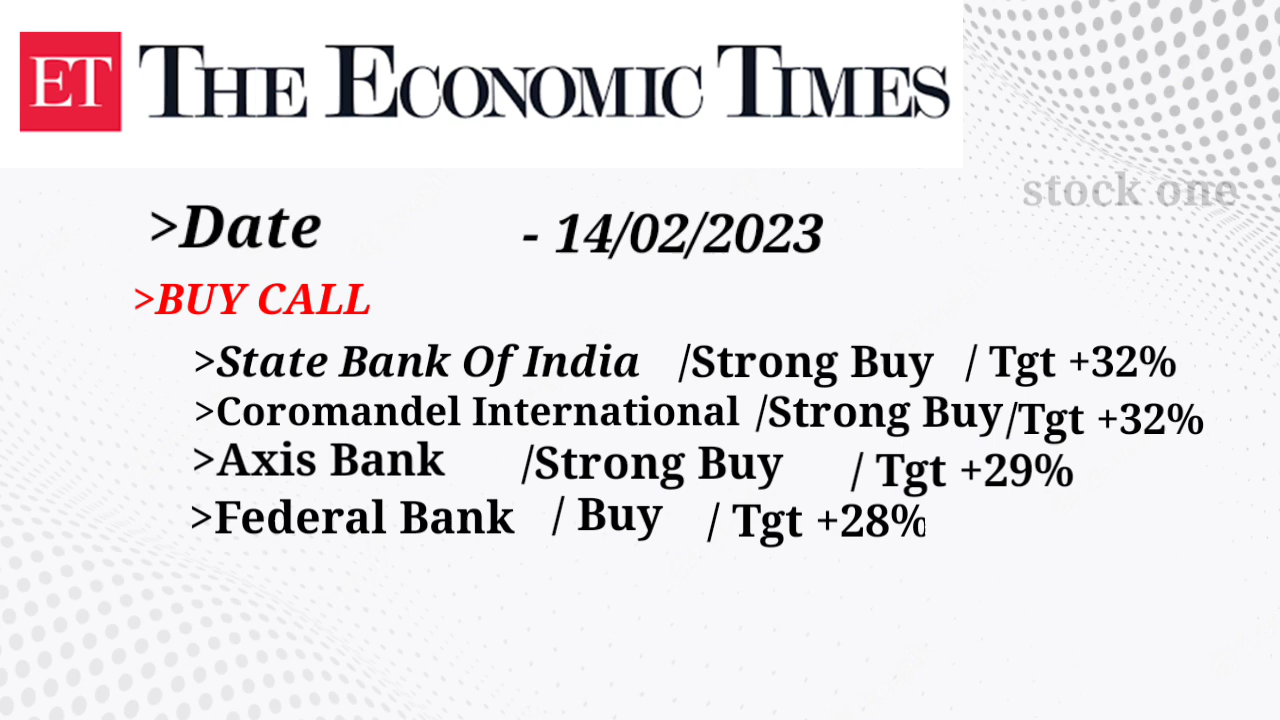 ET THE ECONOMIC TIMES
stock one
>Date - 14/02/2023
>BUY CALL
>State Bank Of India /Strong Buy / Tgt +32%
>Coromandel International /Strong Buy /Tgt +32%
>Axis Bank /Strong Buy / Tgt +29%
>Federal Bank / Buy / Tgt +28%